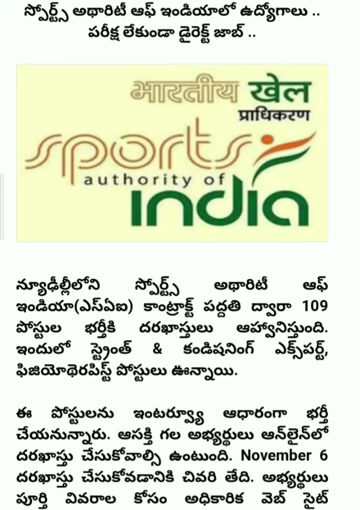 స్పోర్ట్స్ అథారిటీ ఆఫ్ ఇండియాలో ఉద్యోగాలు ..
పరీక్ష లేకుండా డైరెక్ట్ జాబ్ ..
भारतीय खेल
प्राधिकरण
sports
authority of
india
న్యూఢిల్లీలోని స్పోర్ట్స్ అథారిటీ ఆఫ్
ఇండియా(ఎస్ఏఐ) కాంట్రాక్ట్ పద్దతి ద్వారా 109
పోస్టుల భర్తీకి దరఖాస్తులు ఆహ్వానిస్తుంది.
ఇందులో స్ట్రెంత్ & కండిషనింగ్ ఎక్స్‌పర్ట్,
ఫిజియోథెరపిస్ట్ పోస్టులు ఊన్నాయి.
ఈ పోస్టులను ఇంటర్వ్యూ ఆధారంగా భర్తీ
చేయనున్నారు. ఆసక్తి గల అభ్యర్థులు ఆన్‌లైన్‌లో
దరఖాస్తు చేసుకోవాల్సి ఉంటుంది. November 6
దరఖాస్తు చేసుకోవడానికి చివరి తేది. అభ్యర్థులు
పూర్తి వివరాల కోసం అధికారిక వెబ్ సైట్